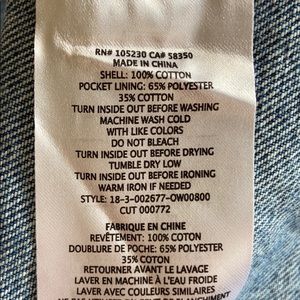 RN# 105230 CA# 58350
MADE IN CHINA
SHELL: 100% COTTON
POCKET LINING: 65% POLYESTER
35% COTTON
TURN INSIDE OUT BEFORE WASHING
MACHINE WASH COLD
WITH LIKE COLORS
DO NOT BLEACH
TURN INSIDE OUT BEFORE DRYING
TUMBLE DRY LOW
TURN INSIDE OUT BEFORE IRONING
WARM IRON IF NEEDED
STYLE: 18-3-002677-OW00800
CUT 000772
FABRIQUE EN CHINE
REVÊTEMENT: 100% COTON
DOUBLURE DE POCHE: 65% POLYESTER
35% COTON
RETOURNER AVANT LE LAVAGE
LAVER EN MACHINE À L'EAU FROIDE
LAVER AVEC COULEURS SIMILAIRES
DE BLANCHIMENT